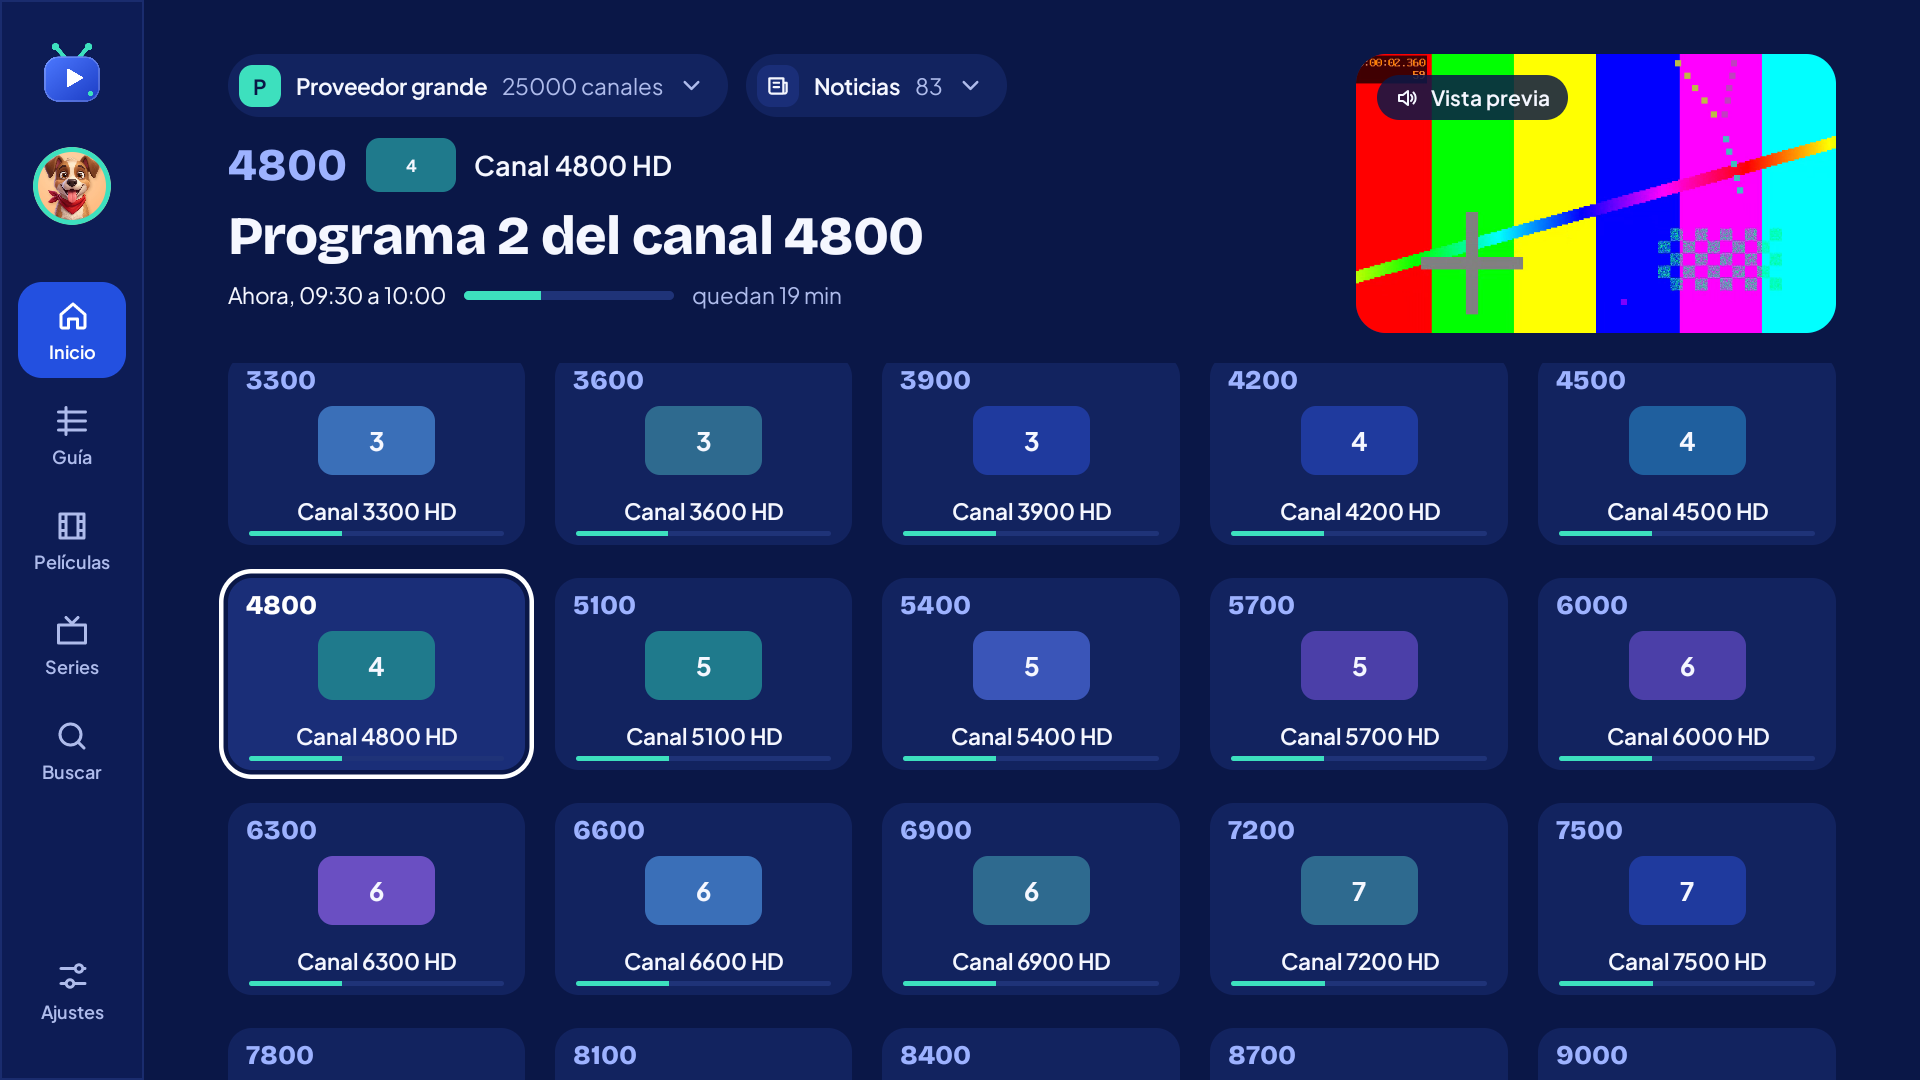 P Proveedor grande 25000 canales
Noticias 83
:00:02.360
59
Vista previa
4800 4 Canal 4800 HD
Programa 2 del canal 4800
Ahora, 09:30 a 10:00 quedan 19 min
Inicio
Guía
Películas
Series
Buscar
Ajustes
3300
3
Canal 3300 HD
3600
3
Canal 3600 HD
3900
3
Canal 3900 HD
4200
4
Canal 4200 HD
4500
4
Canal 4500 HD
4800
4
Canal 4800 HD
5100
5
Canal 5100 HD
5400
5
Canal 5400 HD
5700
5
Canal 5700 HD
6000
6
Canal 6000 HD
6300
6
Canal 6300 HD
6600
6
Canal 6600 HD
6900
6
Canal 6900 HD
7200
7
Canal 7200 HD
7500
7
Canal 7500 HD
7800
8100
8400
8700
9000